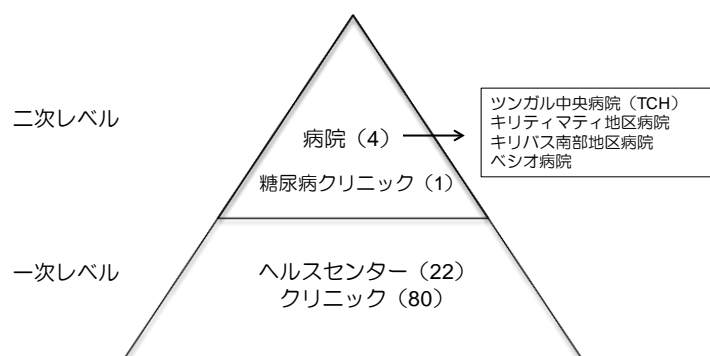 二次レベル
病院（4）
糖尿病クリニック（1）
ツンガル中央病院（TCH）
キリティマティ地区病院
キリバス南部地区病院
ベシオ病院
一次レベル
ヘルスセンター（22）
クリニック（80）